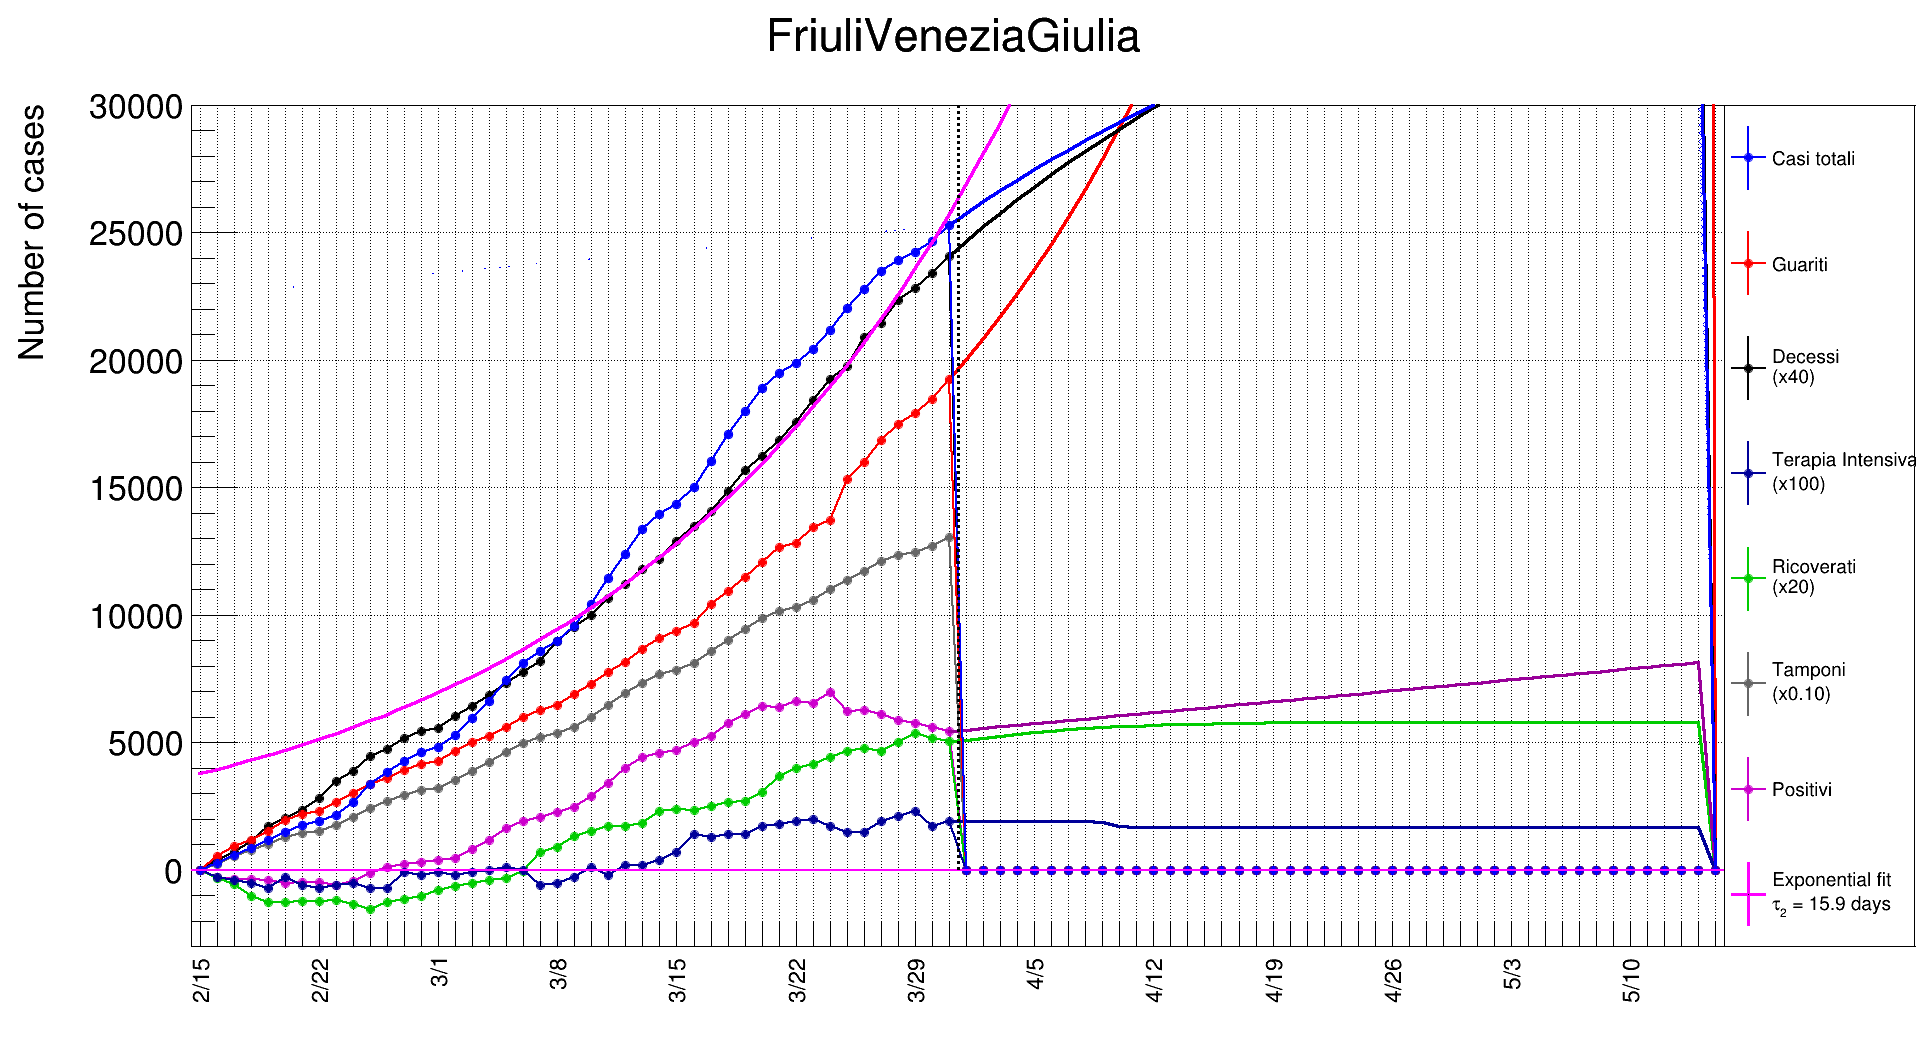 FriuliVeneziaGiulia
Number of cases
30000
25000
20000
15000
10000
5000
0
2/15
2/22
3/1
3/8
3/15
3/22
3/29
4/5
4/12
4/19
4/26
5/3
5/10
Casi totali
Guariti
Decessi
(x40)
Terapia Intensiva
(x100)
Ricoverati
(x20)
Tamponi
(x0.10)
Positivi
Exponential fit
τ2 = 15.9 days